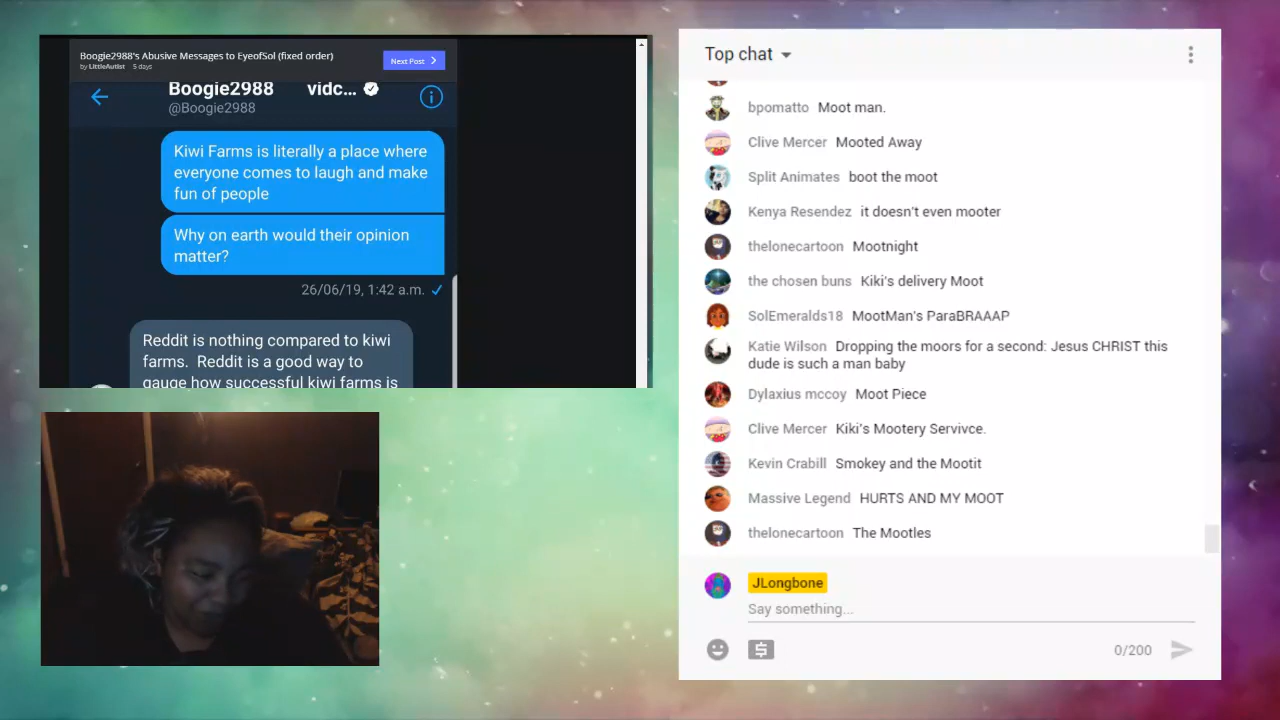 Boogie2988's Abusive Messages to EyeofSol (fixed order)
by LittleAutist 5 days
Next Post
Boogie2988 vidc...
@Boogie2988
Kiwi Farms is literally a place where
everyone comes to laugh and make
fun of people
Why on earth would their opinion
matter?
26/06/19, 1:42 a.m.
Reddit is nothing compared to kiwi
farms. Reddit is a good way to
gauge how successful kiwi farms is
Top chat
bpomatto Moot man.
Clive Mercer Mooted Away
Split Animates boot the moot
Kenya Resendez it doesn't even mooter
thelonecartoon Mootnight
the chosen buns Kiki's delivery Moot
SolEmeralds18 MootMan's ParaBRAAAP
Katie Wilson Dropping the moors for a second: Jesus CHRIST this
dude is such a man baby
Dylaxius mccoy Moot Piece
Clive Mercer Kiki's Mootery Servivce.
Kevin Crabill Smokey and the Mootit
Massive Legend HURTS AND MY MOOT
thelonecartoon The Mootles
JLongbone
Say something...
0/200